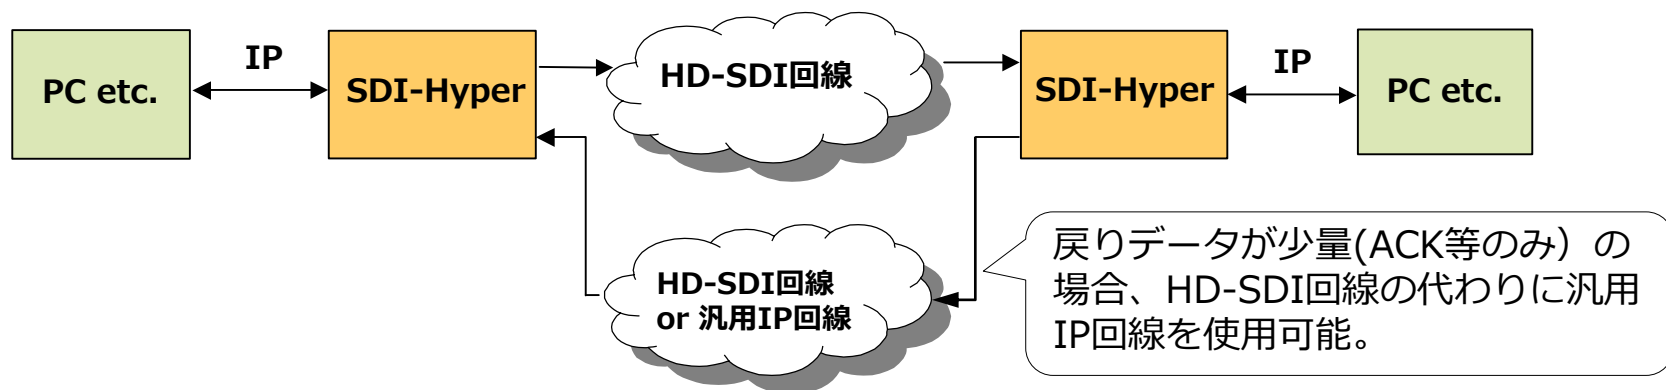 PC etc.
IP
SDI-Hyper
HD-SDI回線
SDI-Hyper
IP
PC etc.
HD-SDI回線
or 汎用IP回線
戻りデータが少量(ACK等のみ）の
場合、HD-SDI回線の代わりに汎用
IP回線を使用可能。